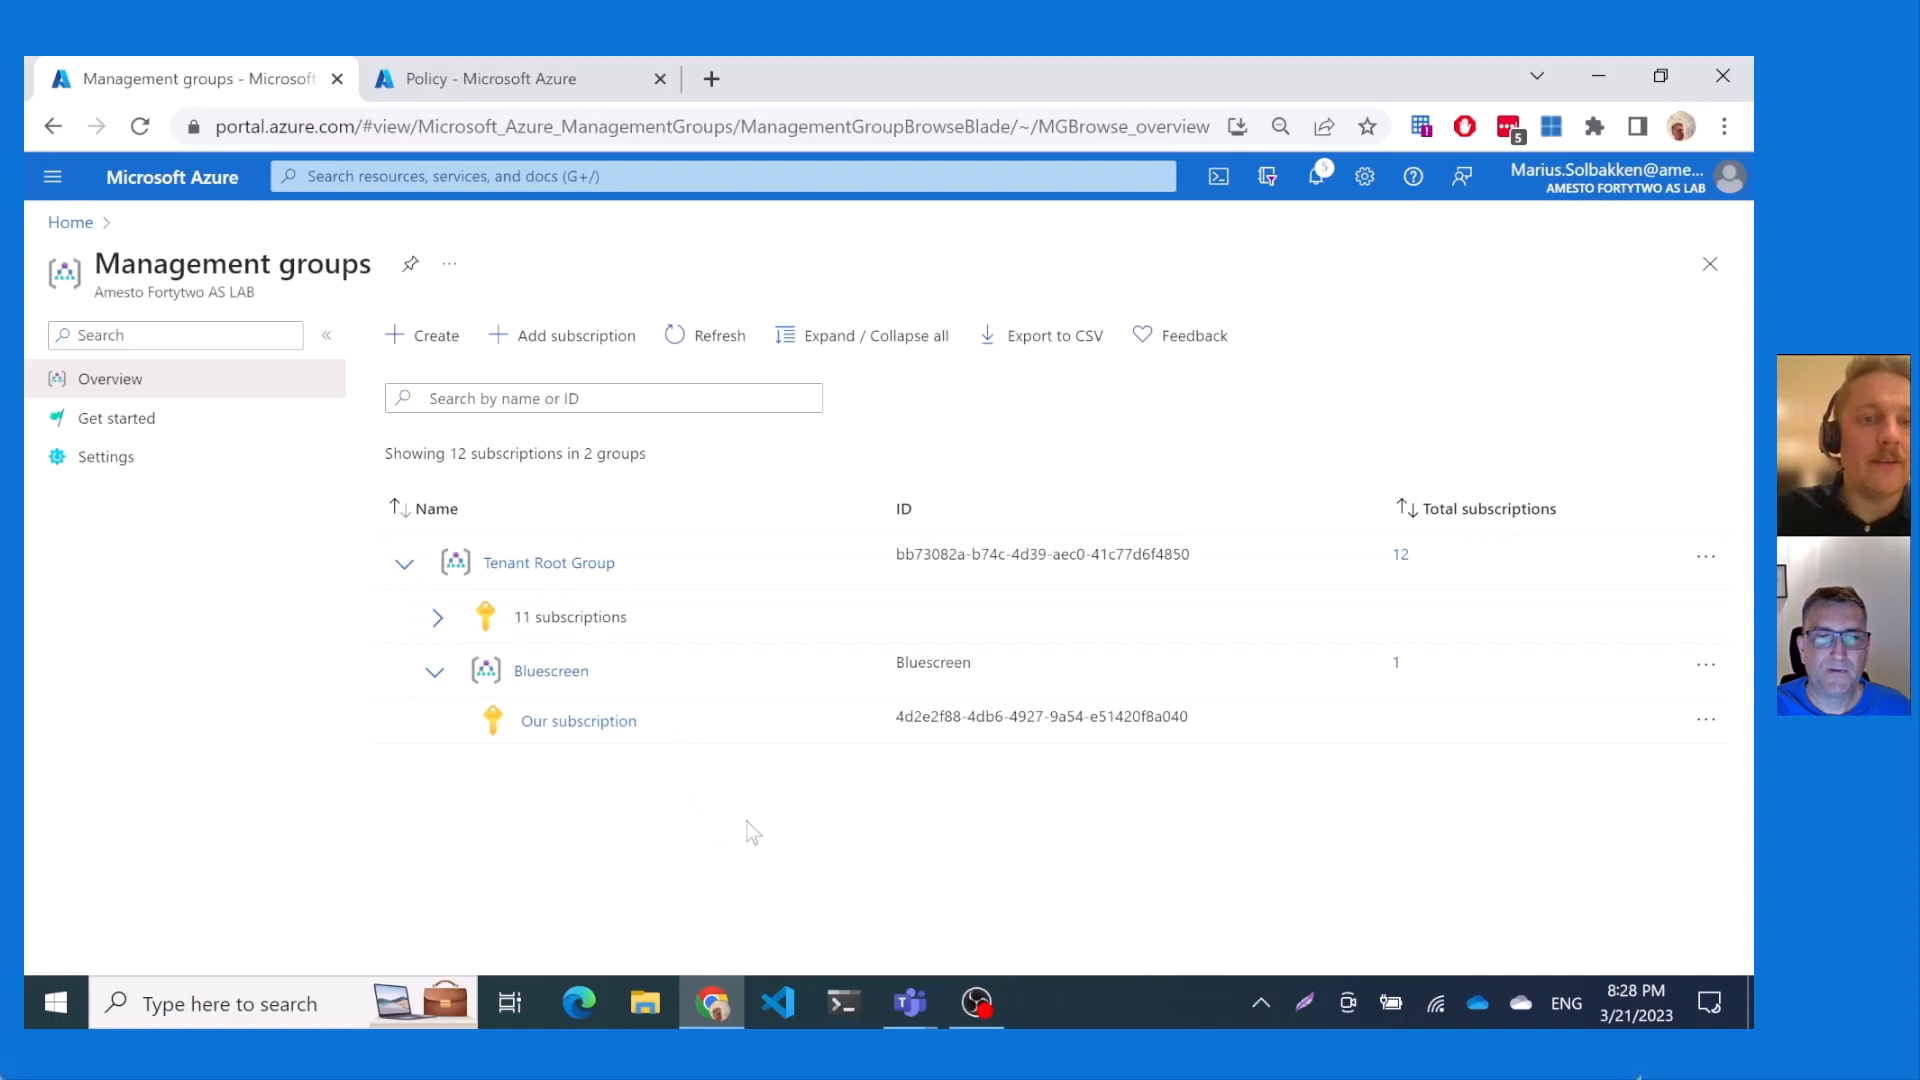 Management groups - Microsoft
Policy - Microsoft Azure
portal.azure.com/#view/Microsoft_Azure_ManagementGroups/ManagementGroupBrowseBlade/~/MGBrowse_overview
1
5
Microsoft Azure
Search resources, services, and docs (G+/)
5
Marius.Solbakken@ame...
AMESTO FORTYTWO AS LAB
Home
Management groups
Amesto Fortytwo AS LAB
Search
Overview
Get started
Settings
Create
Add subscription
Refresh
Expand / Collapse all
Export to CSV
Feedback
Search by name or ID
Showing 12 subscriptions in 2 groups
Name ID Total subscriptions
Tenant Root Group bb73082a-b74c-4d39-aec0-41c77d6f4850 12
11 subscriptions
Bluescreen Bluescreen 1
Our subscription 4d2e2f88-4db6-4927-9a54-e51420f8a040
Type here to search
ENG
8:28 PM
3/21/2023